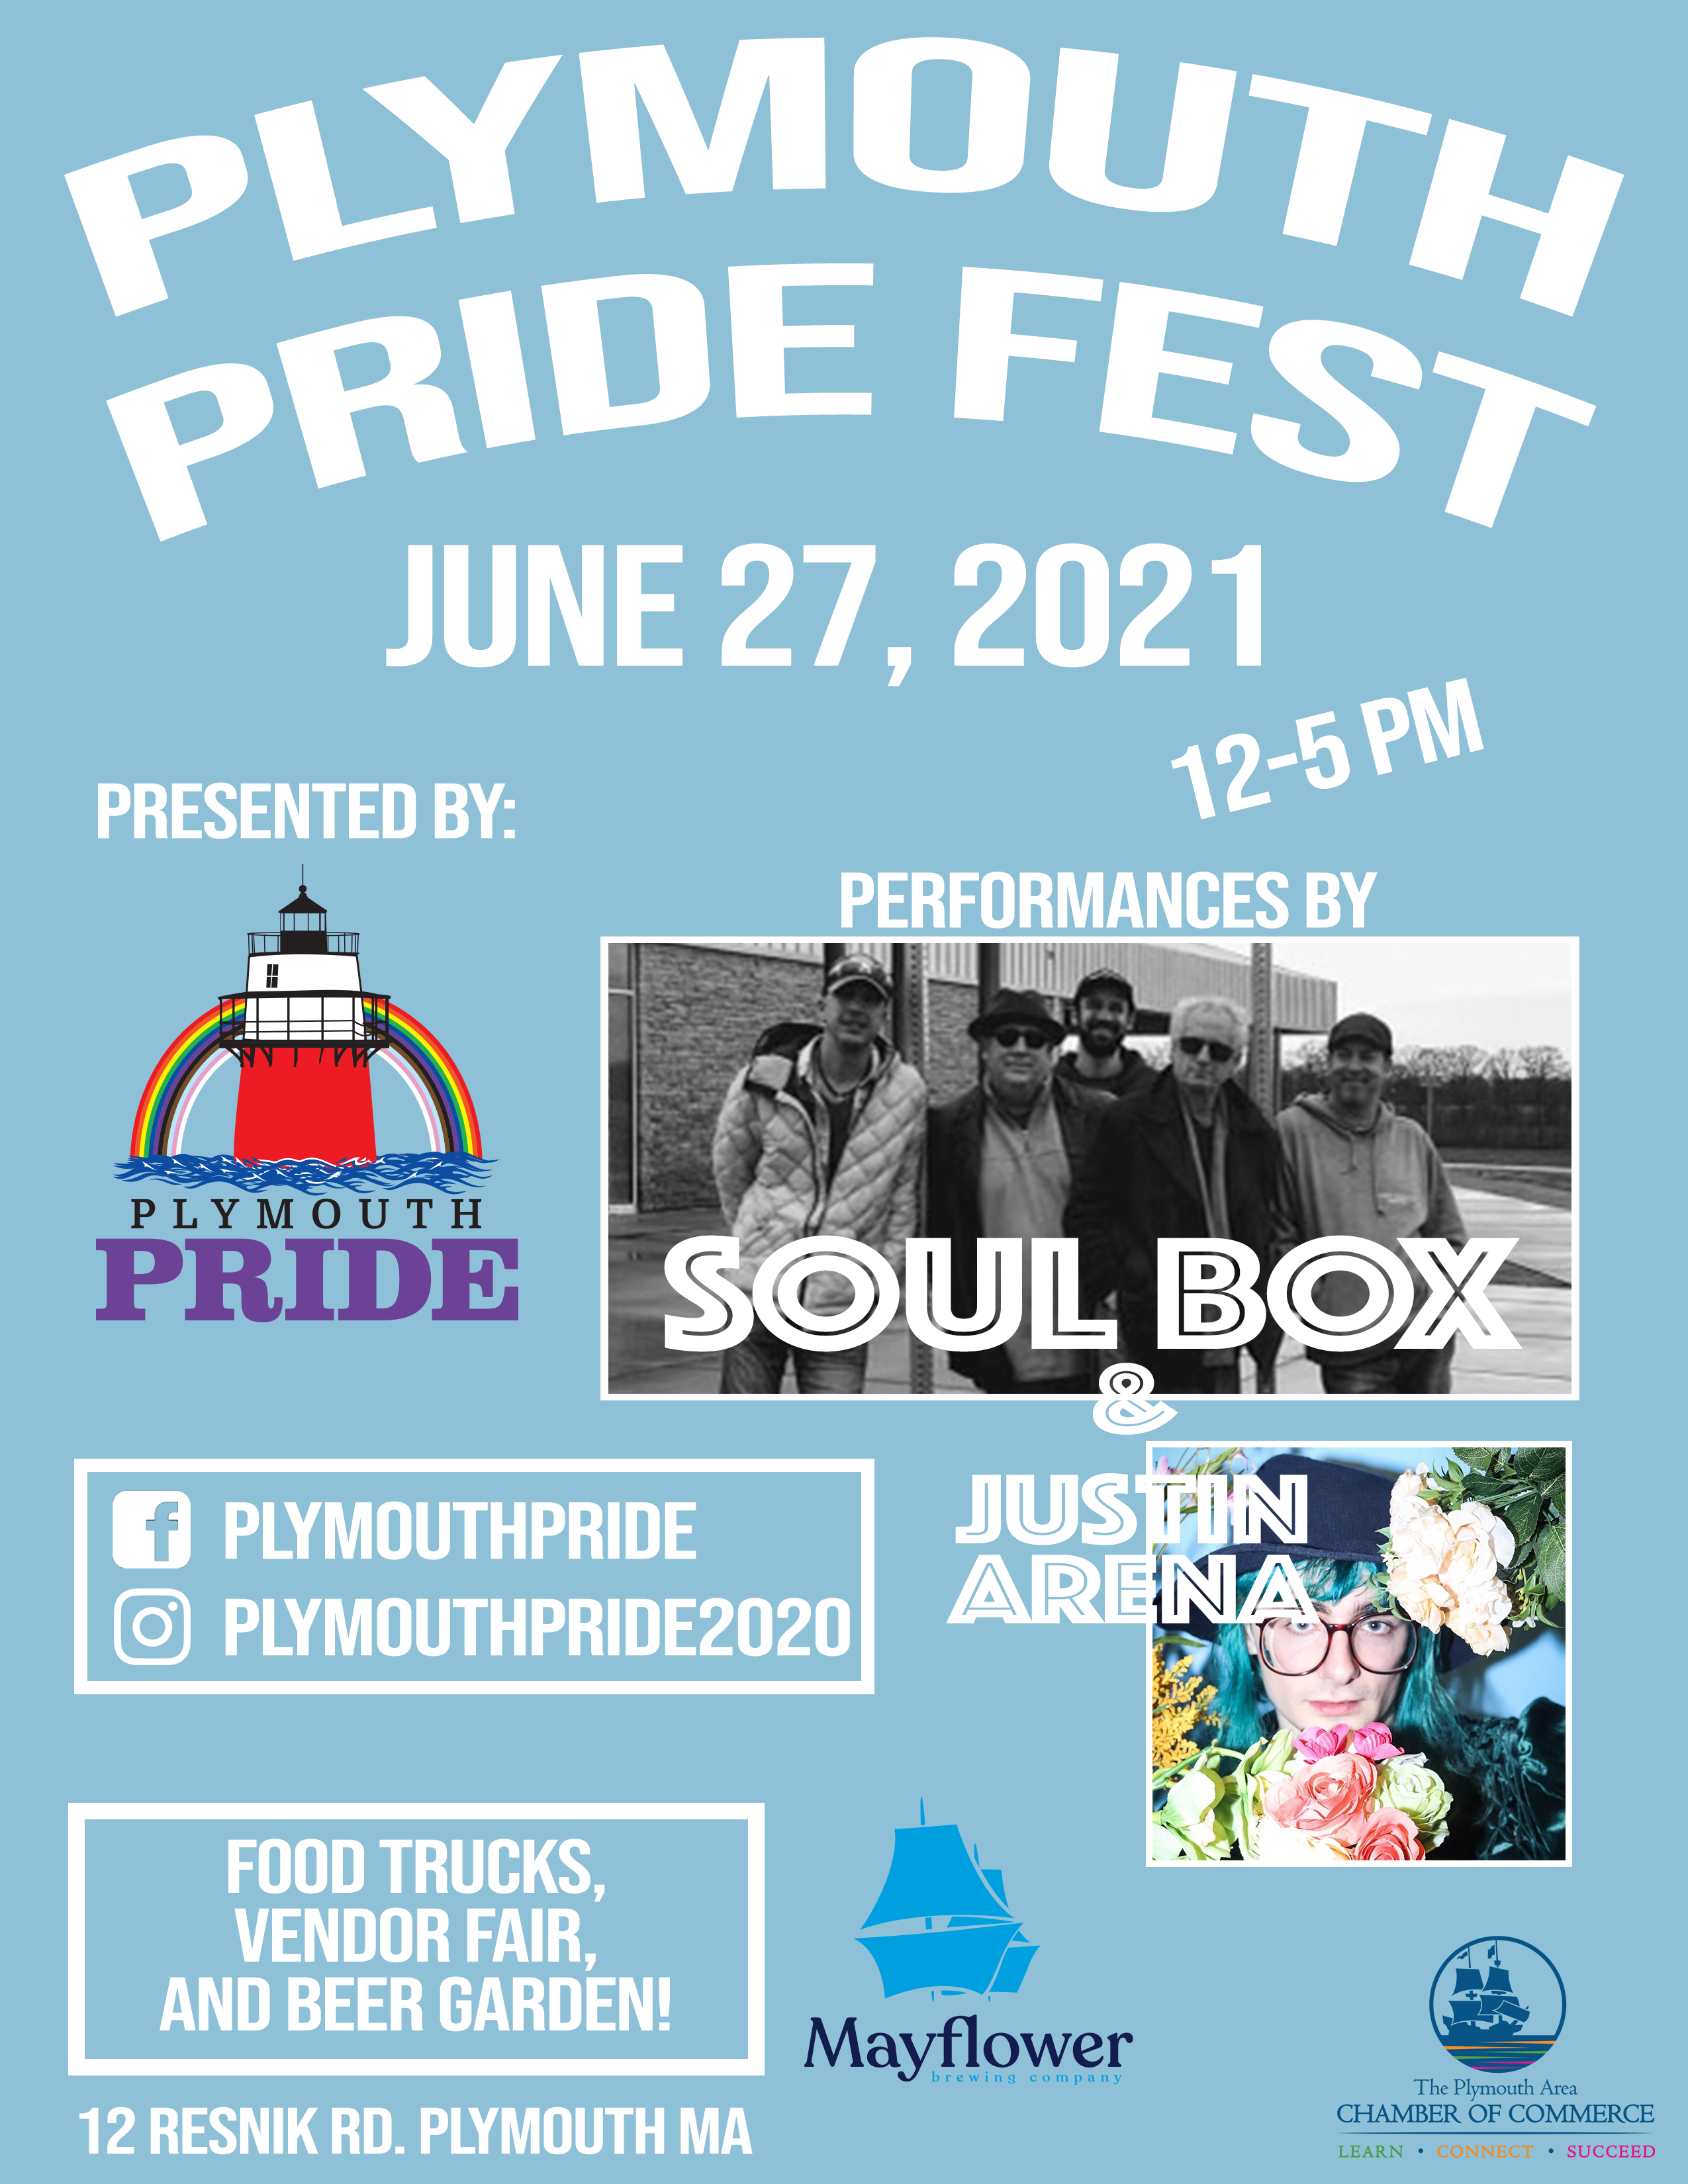 PLYMOUTH
PRIDE FEST
JUNE 27, 2021
12-5 PM
PRESENTED BY:
PLYMOUTH
PRIDE
PERFORMANCES BY
SOUL BOX
&
JUSTIN
ARENA
PLYMOUTHPRIDE
PLYMOUTHPRIDE2020
FOOD TRUCKS,
VENDOR FAIR,
AND BEER GARDEN!
12 RESNIK RD. PLYMOUTH MA
Mayflower
brewing company
The Plymouth Area
CHAMBER OF COMMERCE
LEARN • CONNECT • SUCCEED